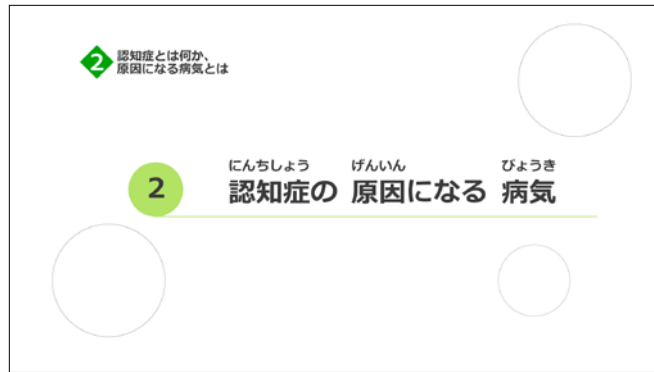 2 認知症とは何か、
原因になる病気とは
にんちしょう げんいん びょうき
2 認知症の 原因になる 病気